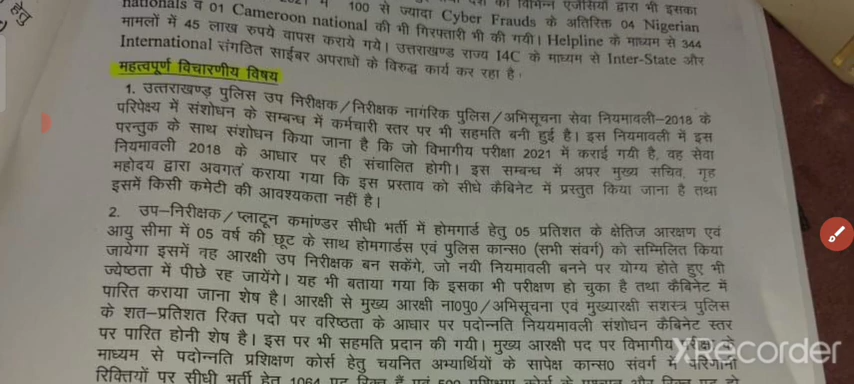 nationals व 01 Cameroon national की भी गिरफ्तारी भी की गयी। Helpline के माध्यम से 344
100 से ज्यादा Cyber Frauds के अतिरिक्त 04 Nigerian
मामलों में 45 लाख रुपये वापस कराये गये। उत्तराखण्ड राज्य I4C के माध्यम से Inter-State और
International संगठित साईबर अपराधों के विरुद्ध कार्य कर रहा है।
महत्वपूर्ण विचारणीय विषय
1. उत्तराखण्ड़ पुलिस उप निरीक्षक/निरीक्षक नागरिक पुलिस/अभिसूचना सेवा नियमावली-2018 के
परिपेक्ष्य में संशोधन के सम्बन्ध में कर्मचारी स्तर पर भी सहमति बनी हुई है। इस नियमावली में इस
परन्तुक के साथ संशोधन किया जाना है कि जो विभागीय परीक्षा 2021 में कराई गयी है, वह सेवा
नियमावली 2018 के आधार पर ही संचालित होगी। इस सम्बन्ध में अपर मुख्य सचिव, गृह
महोदय द्वारा अवगत कराया गया कि इस प्रस्ताव को सीधे कैबिनेट में प्रस्तुत किया जाना है तथा
इसमें किसी कमेटी की आवश्यकता नहीं है।
2. उप-निरीक्षक/प्लाटून कमांण्डर सीधी भर्ती में होमगार्ड हेतु 05 प्रतिशत के क्षेतिज आरक्षण एवं
आयु सीमा में 05 वर्ष की छूट के साथ होमगार्डस एवं पुलिस कान्स0 (सभी संवर्ग) को सम्मिलित किया
जायेगा इसमें वह आरक्षी उप निरीक्षक बन सकेंगे, जो नयी नियमावली बनने पर योग्य होते हुए भी
ज्येष्ठता में पीछे रह जायेंगे। यह भी बताया गया कि इसका भी परीक्षण हो चुका है तथा कैबिनेट में
पारित कराया जाना शेष है। आरक्षी से मुख्य आरक्षी ना0पु0/अभिसूचना एवं मुख्यारक्षी सशस्त्र पुलिस
के शत-प्रतिशत रिक्त पदो पर वरिष्ठता के आधार पर पदोन्नति निययमावली संशोधन कैबिनेट स्तर
पर पारित होनी शेष है। इस पर भी सहमति प्रदान की गयी। मुख्य आरक्षी पद पर विभागीय परीक्षा के
माध्यम से पदोन्नति प्रशिक्षण कोर्स हेतु चयनित अभ्यार्थियों के सापेक्ष कान्स0 संवर्ग में
रिक्तियों पर सीधी भर्ती हेतु 1064 पद रिक्त हैं
XRecorder